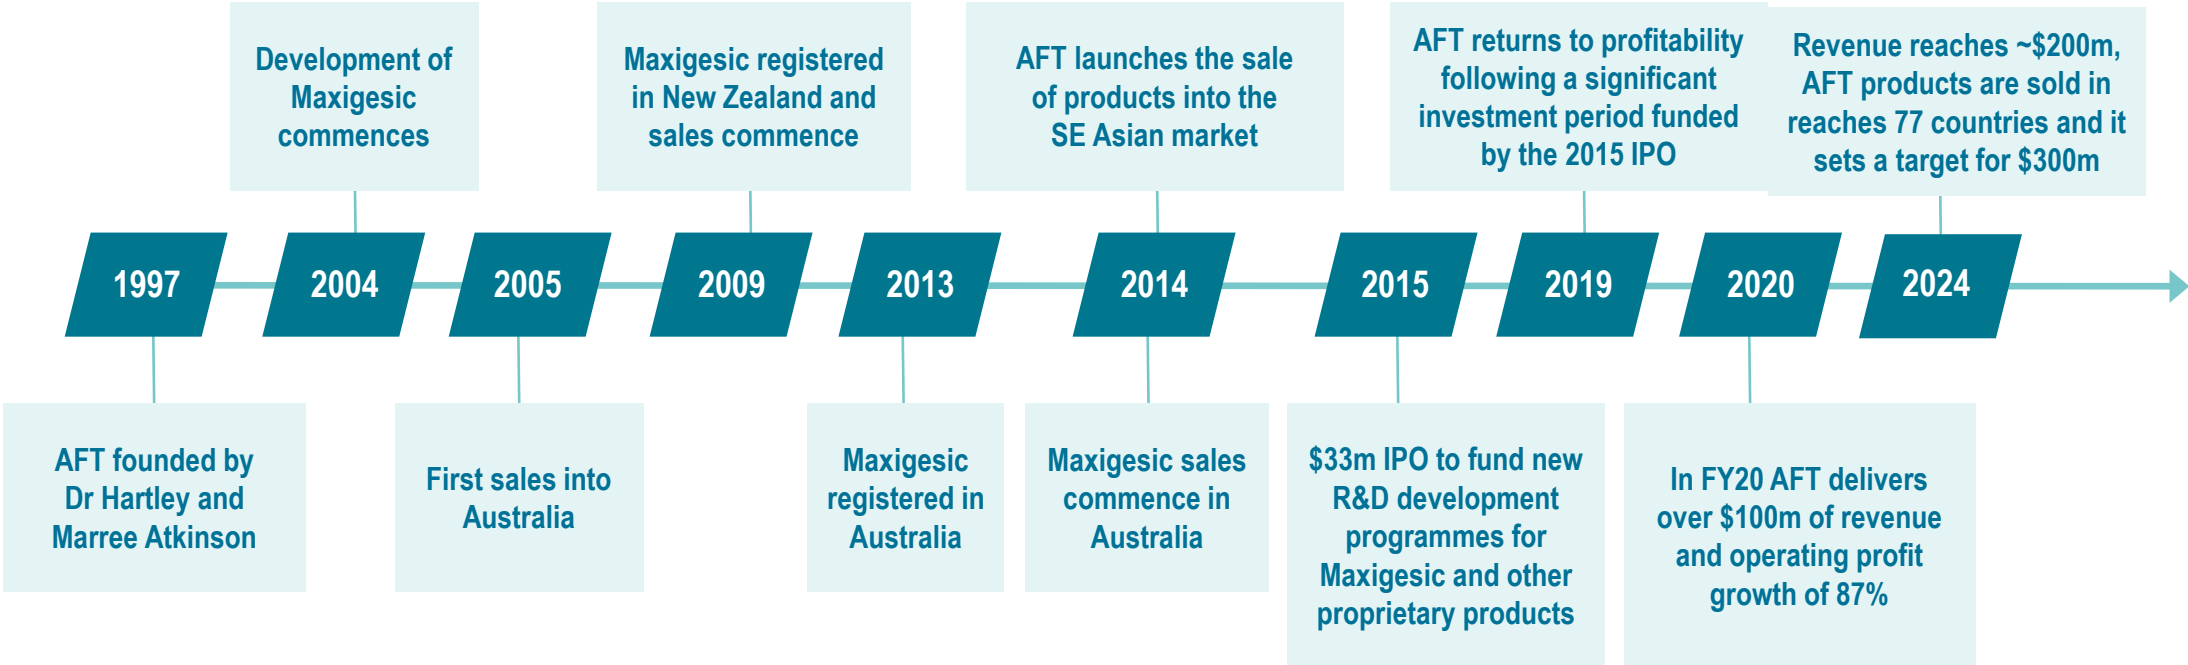 Development of
Maxigesic
commences
Maxigesic registered
in New Zealand and
sales commence
AFT launches the sale
of products into the
SE Asian market
AFT returns to profitability
following a significant
investment period funded
by the 2015 IPO
Revenue reaches ~$200m,
AFT products are sold in
reaches 77 countries and it
sets a target for $300m
1997
2004
2005
2009
2013
2014
2015
2019
2020
2024
AFT founded by
Dr Hartley and
Marree Atkinson
First sales into
Australia
Maxigesic
registered in
Australia
Maxigesic sales
commence in
Australia
$33m IPO to fund new
R&D development
programmes for
Maxigesic and other
proprietary products
In FY20 AFT delivers
over $100m of revenue
and operating profit
growth of 87%